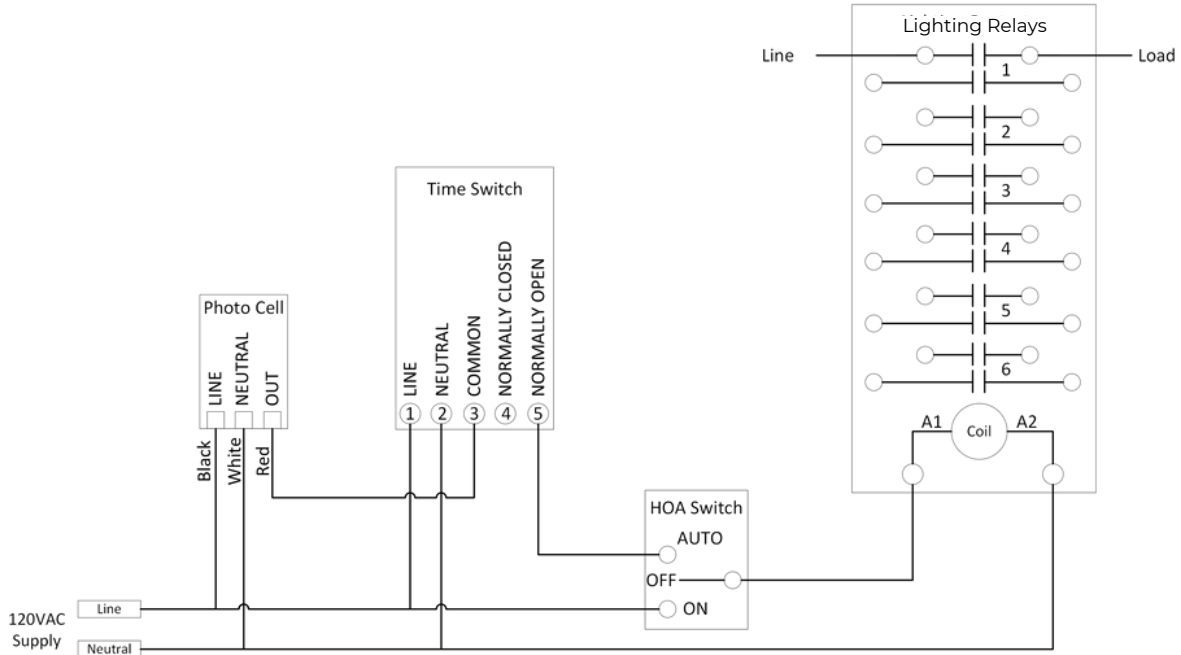 Lighting Relays
Line
Load
1
2
3
4
5
6
Time Switch
LINE
NEUTRAL
COMMON
NORMALLY CLOSED
NORMALLY OPEN
1
2
3
4
5
Photo Cell
LINE
NEUTRAL
OUT
Black
White
Red
A1
Coil
A2
HOA Switch
AUTO
OFF
ON
120VAC
Supply
Line
Neutral